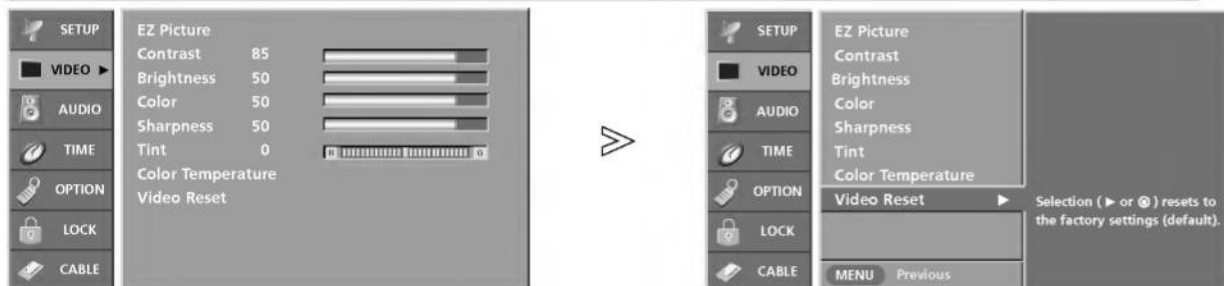 SETUP
VIDEO ▶
AUDIO
TIME
OPTION
LOCK
CABLE
EZ Picture
Contrast 85
Brightness 50
Color 50
Sharpness 50
Tint 0 R G
Color Temperature
Video Reset
≫
SETUP
VIDEO
AUDIO
TIME
OPTION
LOCK
CABLE
EZ Picture
Contrast
Brightness
Color
Sharpness
Tint
Color Temperature
Video Reset ▶
MENU Previous
Selection ( ▶ or ◉ ) resets to
the factory settings (default).